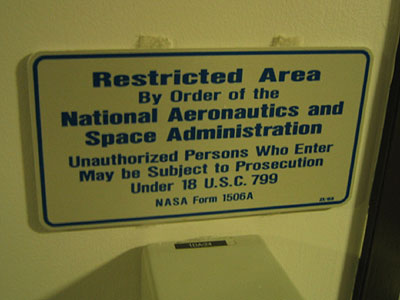 Restricted Area
By Order of the
National Aeronautics and
Space Administration
Unauthorized Persons Who Enter
May be Subject to Prosecution
Under 18 U.S.C. 799
NASA Form 1506A